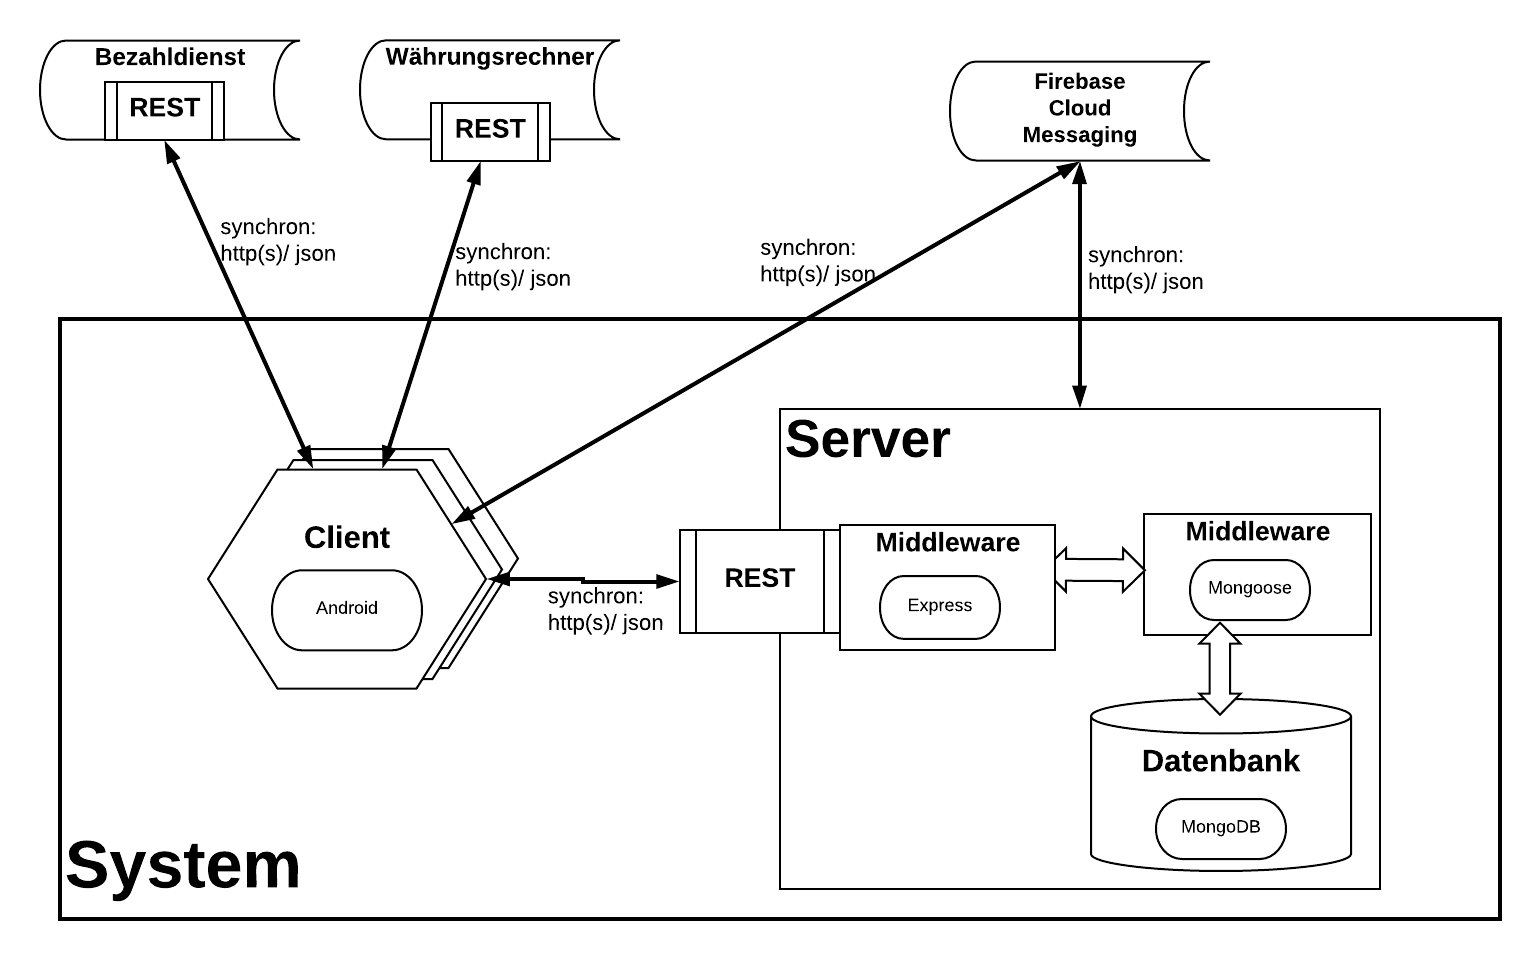 Bezahldienst
REST
Währungsrechner
REST
Firebase
Cloud
Messaging
synchron:
http(s)/ json
synchron:
http(s)/ json
synchron:
http(s)/ json
synchron:
http(s)/ json
Server
Client
Android
synchron:
http(s)/ json
REST
Middleware
Express
Middleware
Mongoose
Datenbank
MongoDB
System